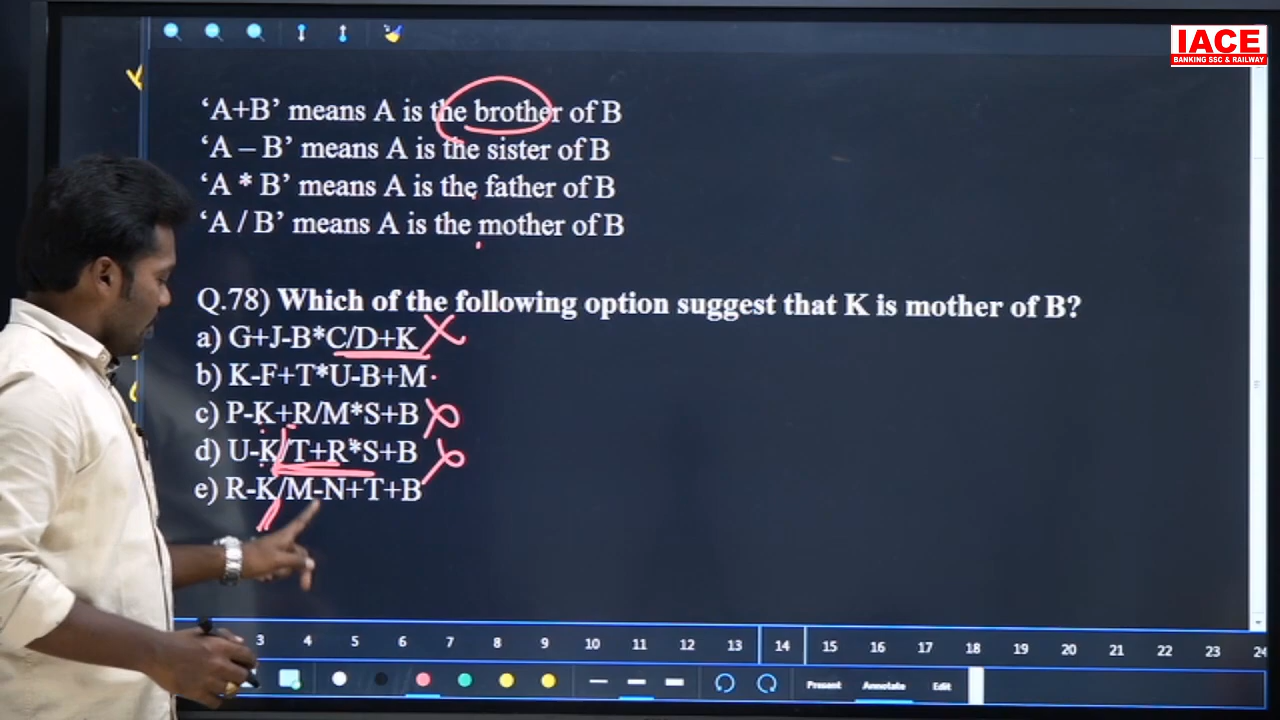 IACE
BANKING SSC & RAILWAY
‘A+B’ means A is the brother of B
‘A – B’ means A is the sister of B
‘A * B’ means A is the father of B
‘A / B’ means A is the mother of B
Q.78) Which of the following option suggest that K is mother of B?
a) G+J-B*C/D+K
b) K-F+T*U-B+M
c) P-K+R/M*S+B
d) U-K/T+R*S+B
e) R-K/M-N+T+B
3 4 5 6 7 8 9 10 11 12 13 14 15 16 17 18 19 20 21 22 23 24
Present Annotate Edit